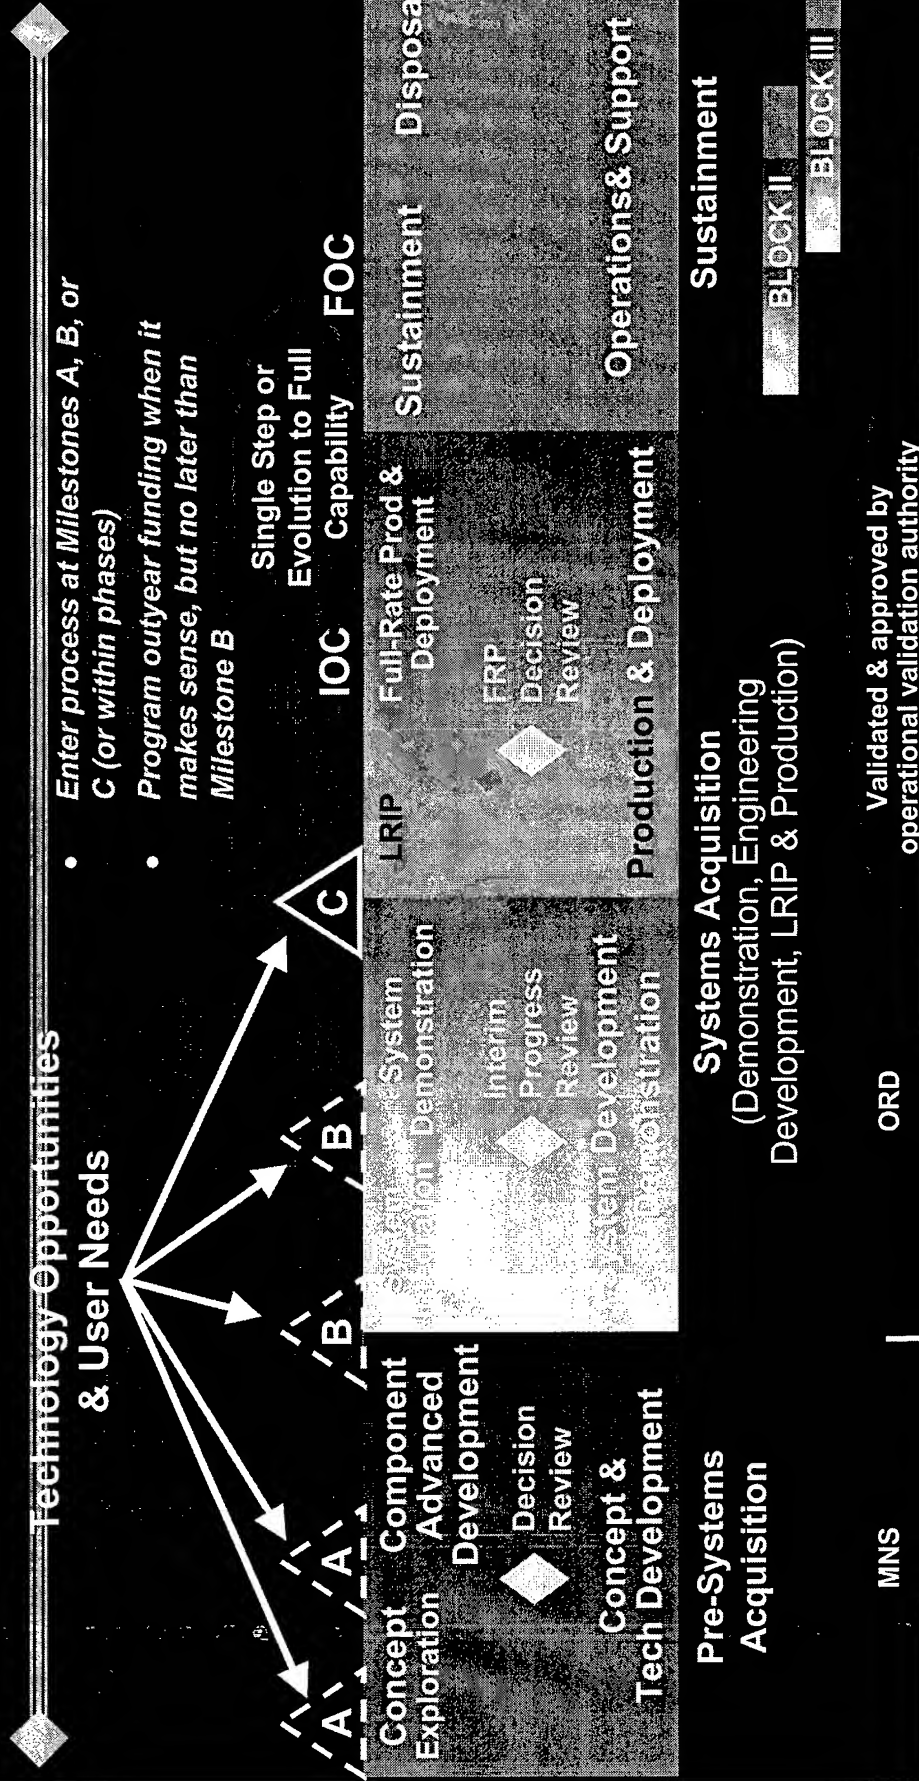 Technology Opportunities
& User Needs
• Enter process at Milestones A, B, or
C (or within phases)
• Program outyear funding when it
makes sense, but no later than
Milestone B
Single Step or
Evolution to Full
Capability
A
A
B
B
C
IOC
FOC
Concept
Exploration
Component
Advanced
Development
Decision
Review
Concept &
Tech Development
System
Demonstration
Interim
Progress
Review
System Development
Demonstration
LRIP
Full-Rate Prod &
Deployment
FRP
Decision
Review
Production & Deployment
Sustainment
Disposa
Operations& Support
Pre-Systems
Acquisition
Systems Acquisition
(Demonstration, Engineering
Development, LRIP & Production)
Sustainment
BLOCK II
BLOCK III
MNS
ORD
Validated & approved by
operational validation authority